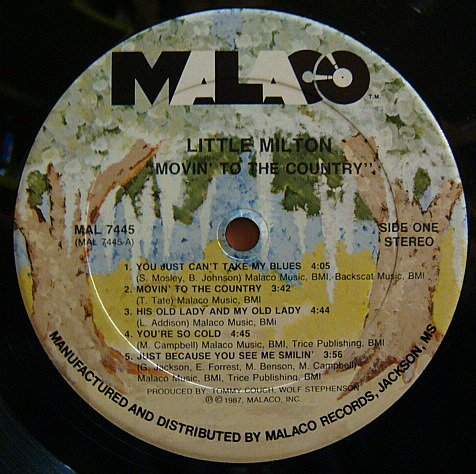 MALACO
T.M.
LITTLE MILTON
"MOVIN' TO THE COUNTRY"
MAL 7445
(MAL 7445 A)
SIDE ONE
STEREO
1. YOU JUST CAN'T TAKE MY BLUES 4:05
(S. Mosley, B. Johnson) Malaco Music, BMI, Backscat Music, BMI
2. MOVIN' TO THE COUNTRY 3:42
(T. Tate) Malaco Music, BMI
3. HIS OLD LADY AND MY OLD LADY 4:44
(L. Addison) Malaco Music, BMI
4. YOU'RE SO COLD 4:45
(M. Campbell) Malaco Music, BMI, Trice Publishing, BMI
5. JUST BECAUSE YOU SEE ME SMILIN' 3:56
(G. Jackson, E. Forrest, M. Benson, M. Campbell)
Malaco Music, BMI, Trice Publishing, BMI
PRODUCED BY: TOMMY COUCH, WOLF STEPHENSON
℗ © 1987, MALACO, INC.
MANUFACTURED AND DISTRIBUTED BY MALACO RECORDS, JACKSON, MS